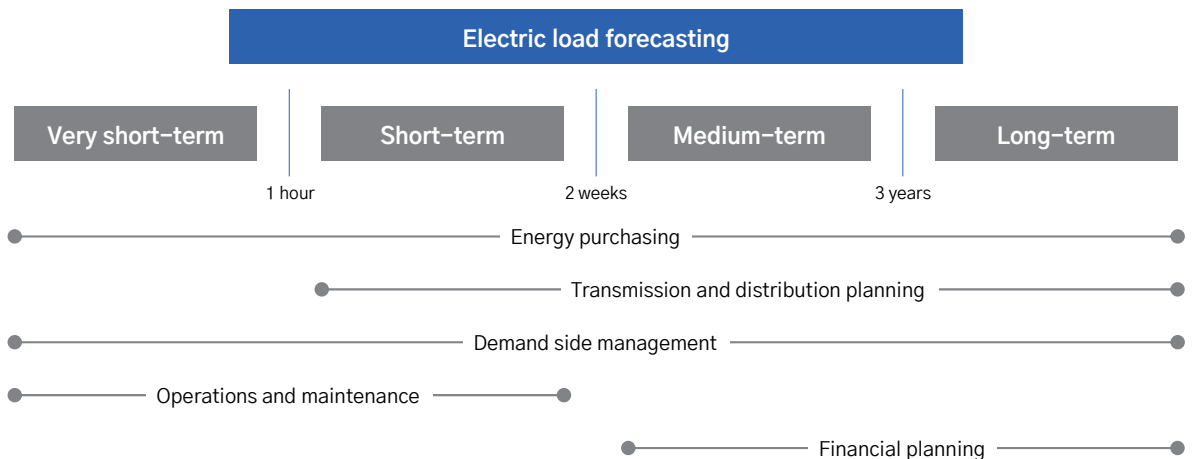 Electric load forecasting
Very short-term
Short-term
Medium-term
Long-term
1 hour
2 weeks
3 years
Energy purchasing
Transmission and distribution planning
Demand side management
Operations and maintenance
Financial planning